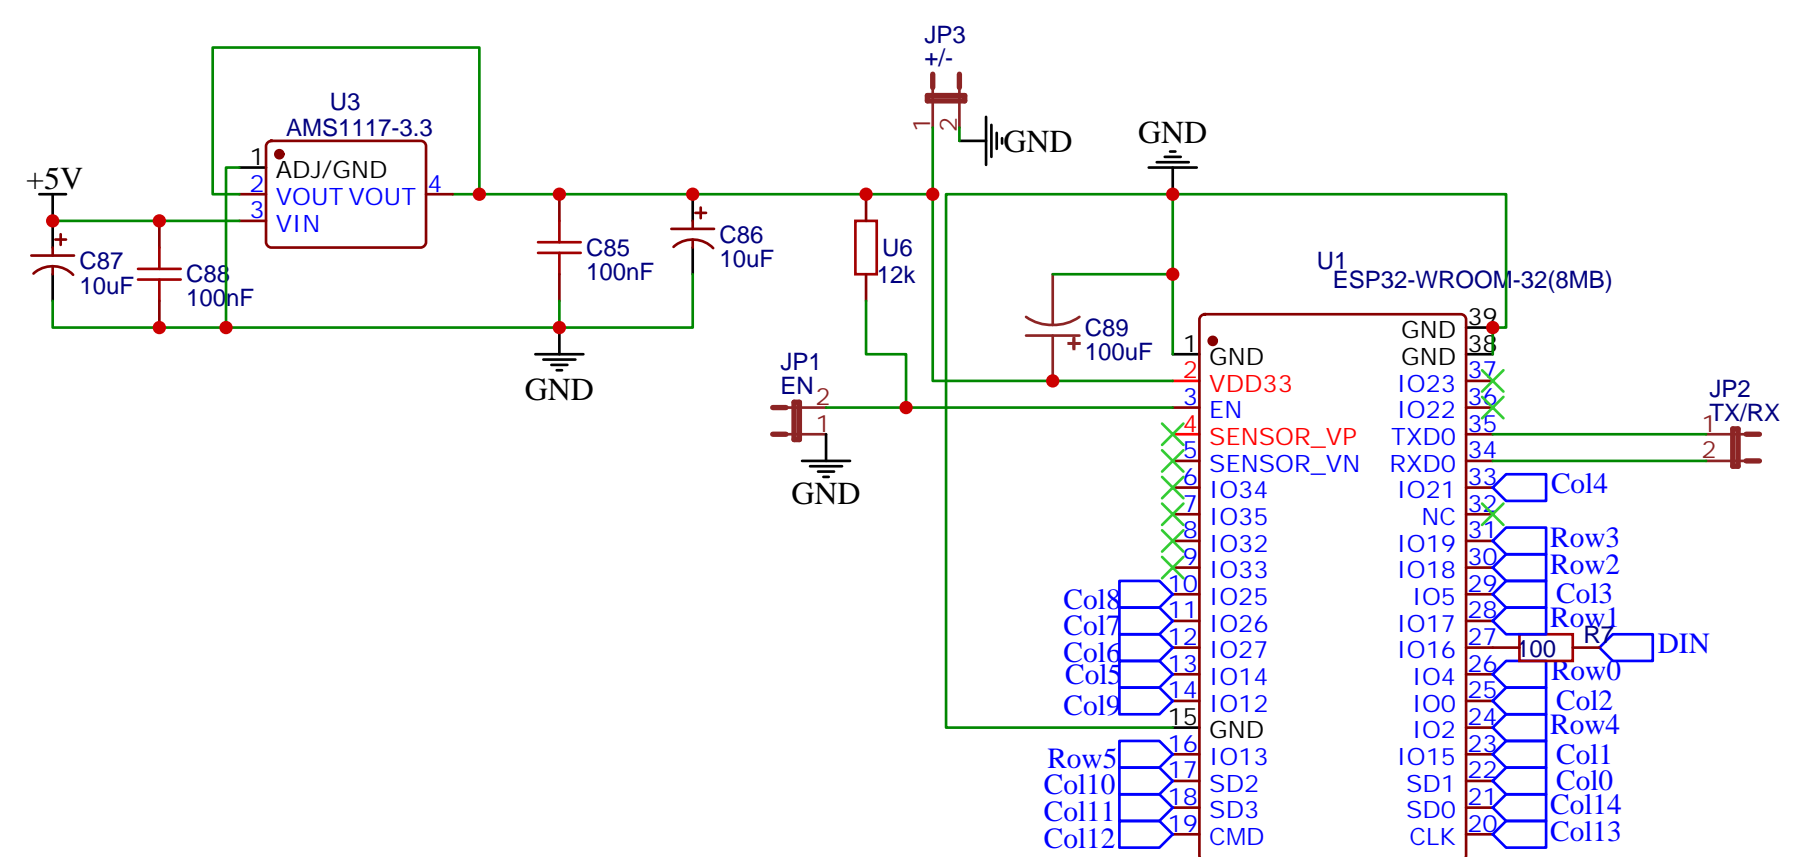 JP3
+/-
1
2
GND
GND
U3
AMS1117-3.3
+5V
1
ADJ/GND
2
VOUT VOUT
4
3
VIN
+
C87
10uF
C88
100nF
C85
100nF
+
C86
10uF
U6
12k
GND
JP1
EN
2
1
GND
C89
+
100uF
U1
ESP32-WROOM-32(8MB)
1
GND
2
VDD33
3
EN
4
SENSOR_VP
5
SENSOR_VN
6
IO34
7
IO35
8
IO32
9
IO33
Col8
10
IO25
Col7
11
IO26
Col6
12
IO27
Col5
13
IO14
Col9
14
IO12
15
GND
Row5
16
IO13
Col10
17
SD2
Col11
18
SD3
Col12
19
CMD
GND
39
GND
38
IO23
37
IO22
36
TXD0
35
RXD0
34
IO21
33
Col4
NC
32
IO19
31
Row3
IO18
30
Row2
IO5
29
Col3
IO17
28
Row1
IO16
27
100
R7
DIN
IO4
26
Row0
IO0
25
Col2
IO2
24
Row4
IO15
23
Col1
SD1
22
Col0
SD0
21
Col14
CLK
20
Col13
JP2
TX/RX
1
2